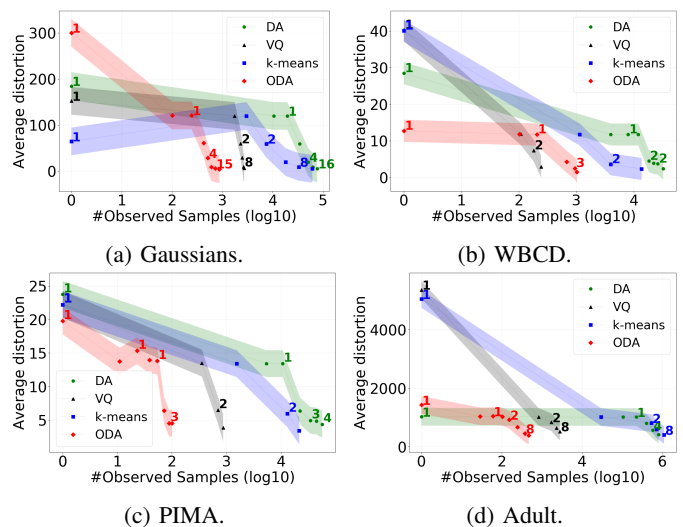 Average distortion
300
200
100
0
1
1
1
1
1
4
15
2
8
2
8
1
4
16
DA
VQ
k-means
ODA
0 1 2 3 4 5
#Observed Samples (log10)
(a) Gaussians.
Average distortion
40
30
20
10
0
1
1
1
1
2
3
2
1
2
2
DA
VQ
k-means
ODA
0 1 2 3 4
#Observed Samples (log10)
(b) WBCD.
Average distortion
25
20
15
10
5
1
1
1
1
1
3
2
2
1
3
4
DA
VQ
k-means
ODA
0 1 2 3 4
#Observed Samples (log10)
(c) PIMA.
Average distortion
4000
2000
0
1
1
1
1
1
2
8
2
8
1
2
4
8
DA
VQ
k-means
ODA
0 2 4 6
#Observed Samples (log10)
(d) Adult.